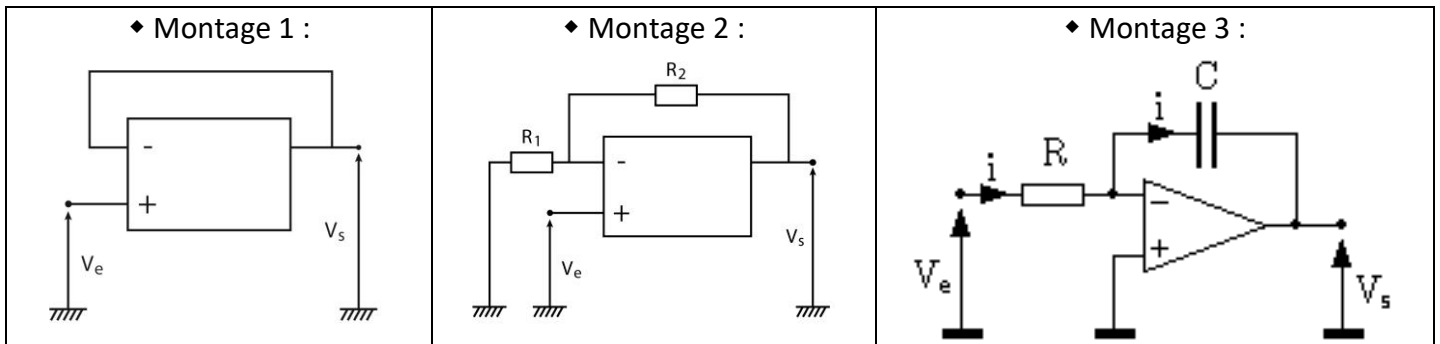 ◆ Montage 1 :
-
+
Vₑ
Vₛ
◆ Montage 2 :
R₂
R₁
-
+
Vₑ
Vₛ
◆ Montage 3 :
C
i
R
i
−
+
Vₑ
Vₛ